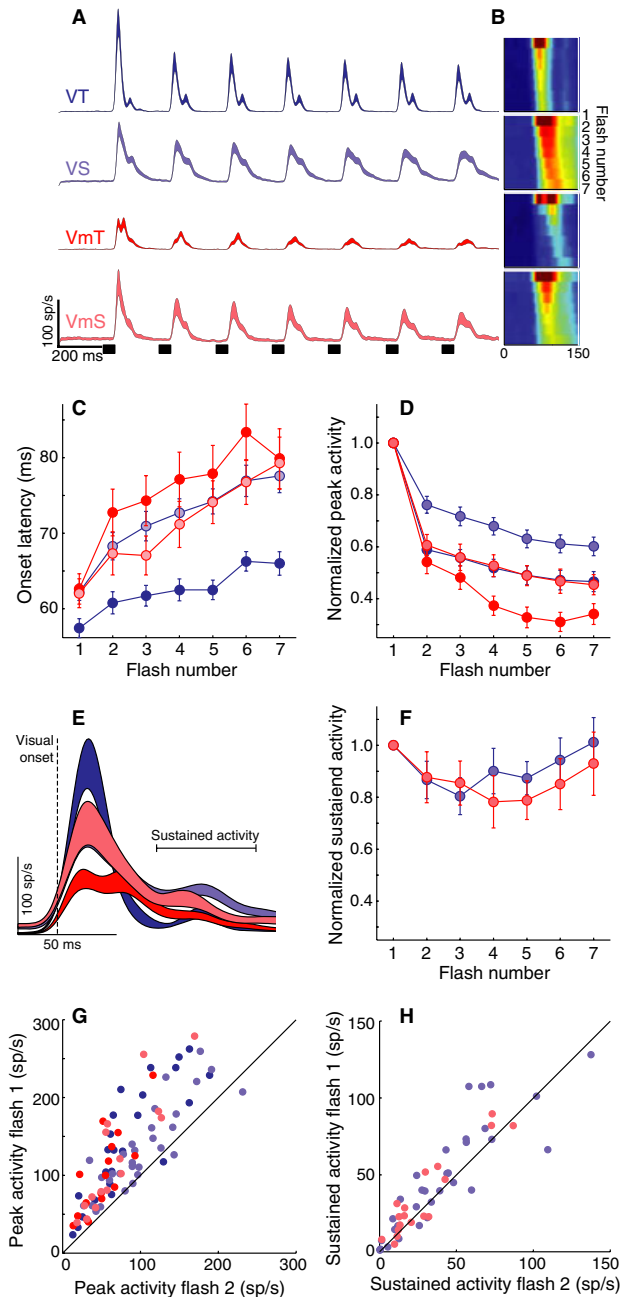 A
B
VT
VS
VmT
VmS
100 sp/s
200 ms
1
2
3
4
5
6
7
Flash number
0 150
C
Onset latency (ms)
80
70
60
1 2 3 4 5 6 7
Flash number
D
Normalized peak activity
1.0
0.8
0.6
0.4
1 2 3 4 5 6 7
Flash number
E
Visual
onset
Sustained activity
100 sp/s
50 ms
F
Normalized sustaiend activity
1.0
0.8
0.6
0.4
1 2 3 4 5 6 7
Flash number
G
Peak activity flash 1 (sp/s)
300
200
100
0
0 100 200 300
Peak activity flash 2 (sp/s)
H
Sustained activity flash 1 (sp/s)
150
100
50
0
0 50 100 150
Sustained activity flash 2 (sp/s)